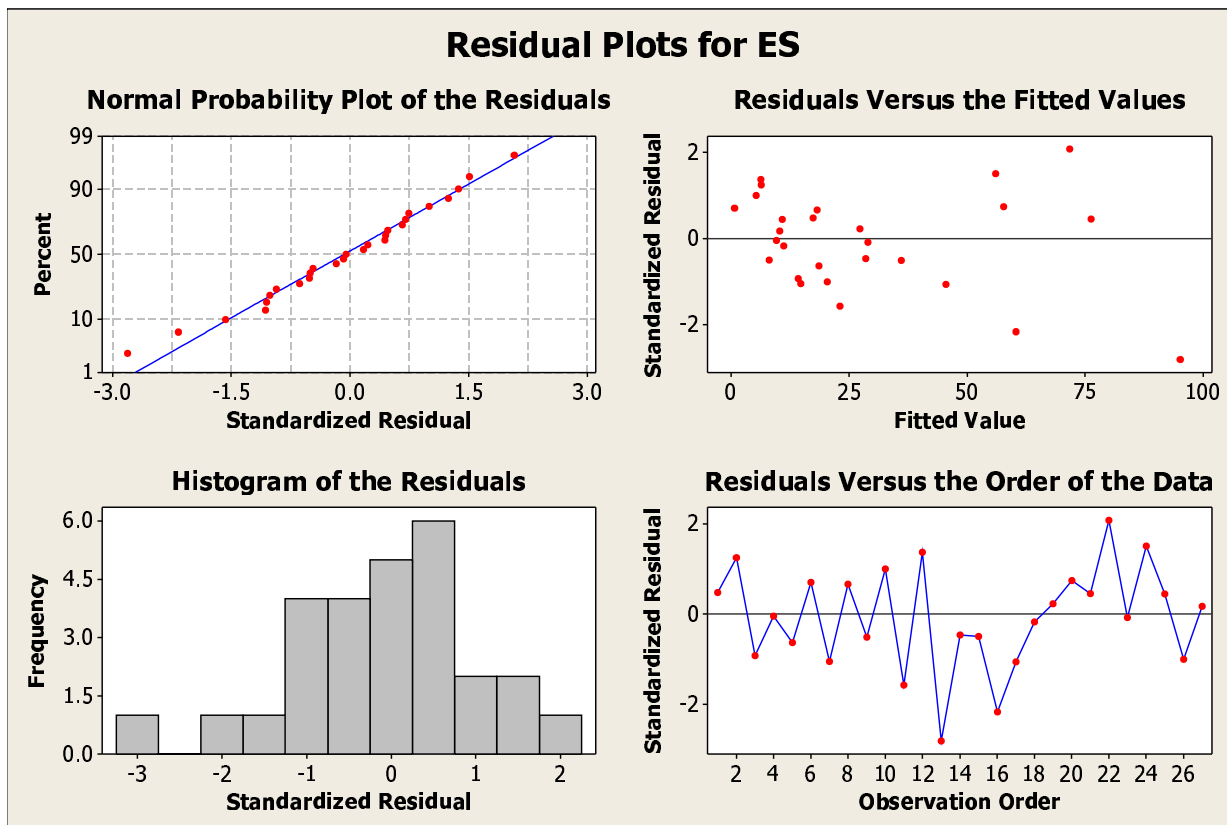 Residual Plots for ES
Normal Probability Plot of the Residuals
99
90
50
10
1
Percent
-3.0 -1.5 0.0 1.5 3.0
Standardized Residual
Residuals Versus the Fitted Values
2
0
-2
Standardized Residual
0 25 50 75 100
Fitted Value
Histogram of the Residuals
6.0
4.5
3.0
1.5
0.0
Frequency
-3 -2 -1 0 1 2
Standardized Residual
Residuals Versus the Order of the Data
2
0
-2
Standardized Residual
2 4 6 8 10 12 14 16 18 20 22 24 26
Observation Order